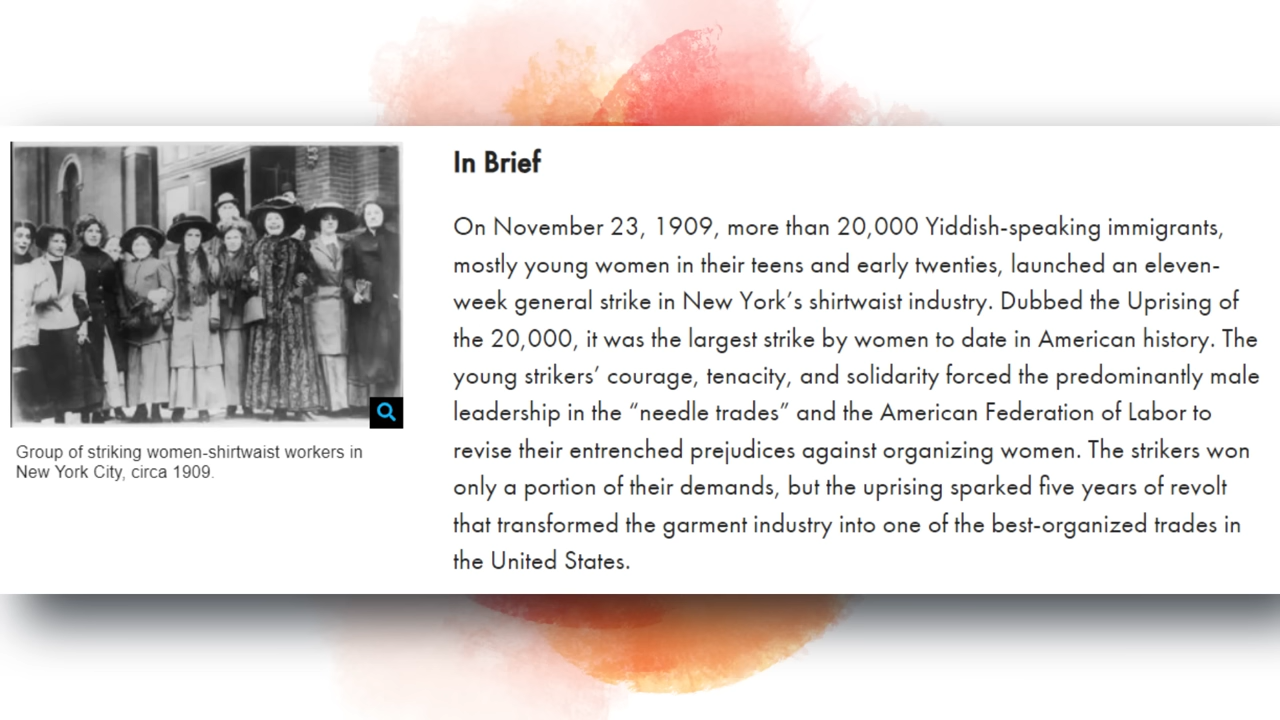 In Brief
On November 23, 1909, more than 20,000 Yiddish-speaking immigrants,
mostly young women in their teens and early twenties, launched an eleven-
week general strike in New York’s shirtwaist industry. Dubbed the Uprising of
the 20,000, it was the largest strike by women to date in American history. The
young strikers’ courage, tenacity, and solidarity forced the predominantly male
leadership in the “needle trades” and the American Federation of Labor to
revise their entrenched prejudices against organizing women. The strikers won
only a portion of their demands, but the uprising sparked five years of revolt
that transformed the garment industry into one of the best-organized trades in
the United States.
Group of striking women-shirtwaist workers in
New York City, circa 1909.